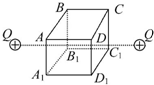 B C
Q A D Q
B₁ C₁
A₁ D₁